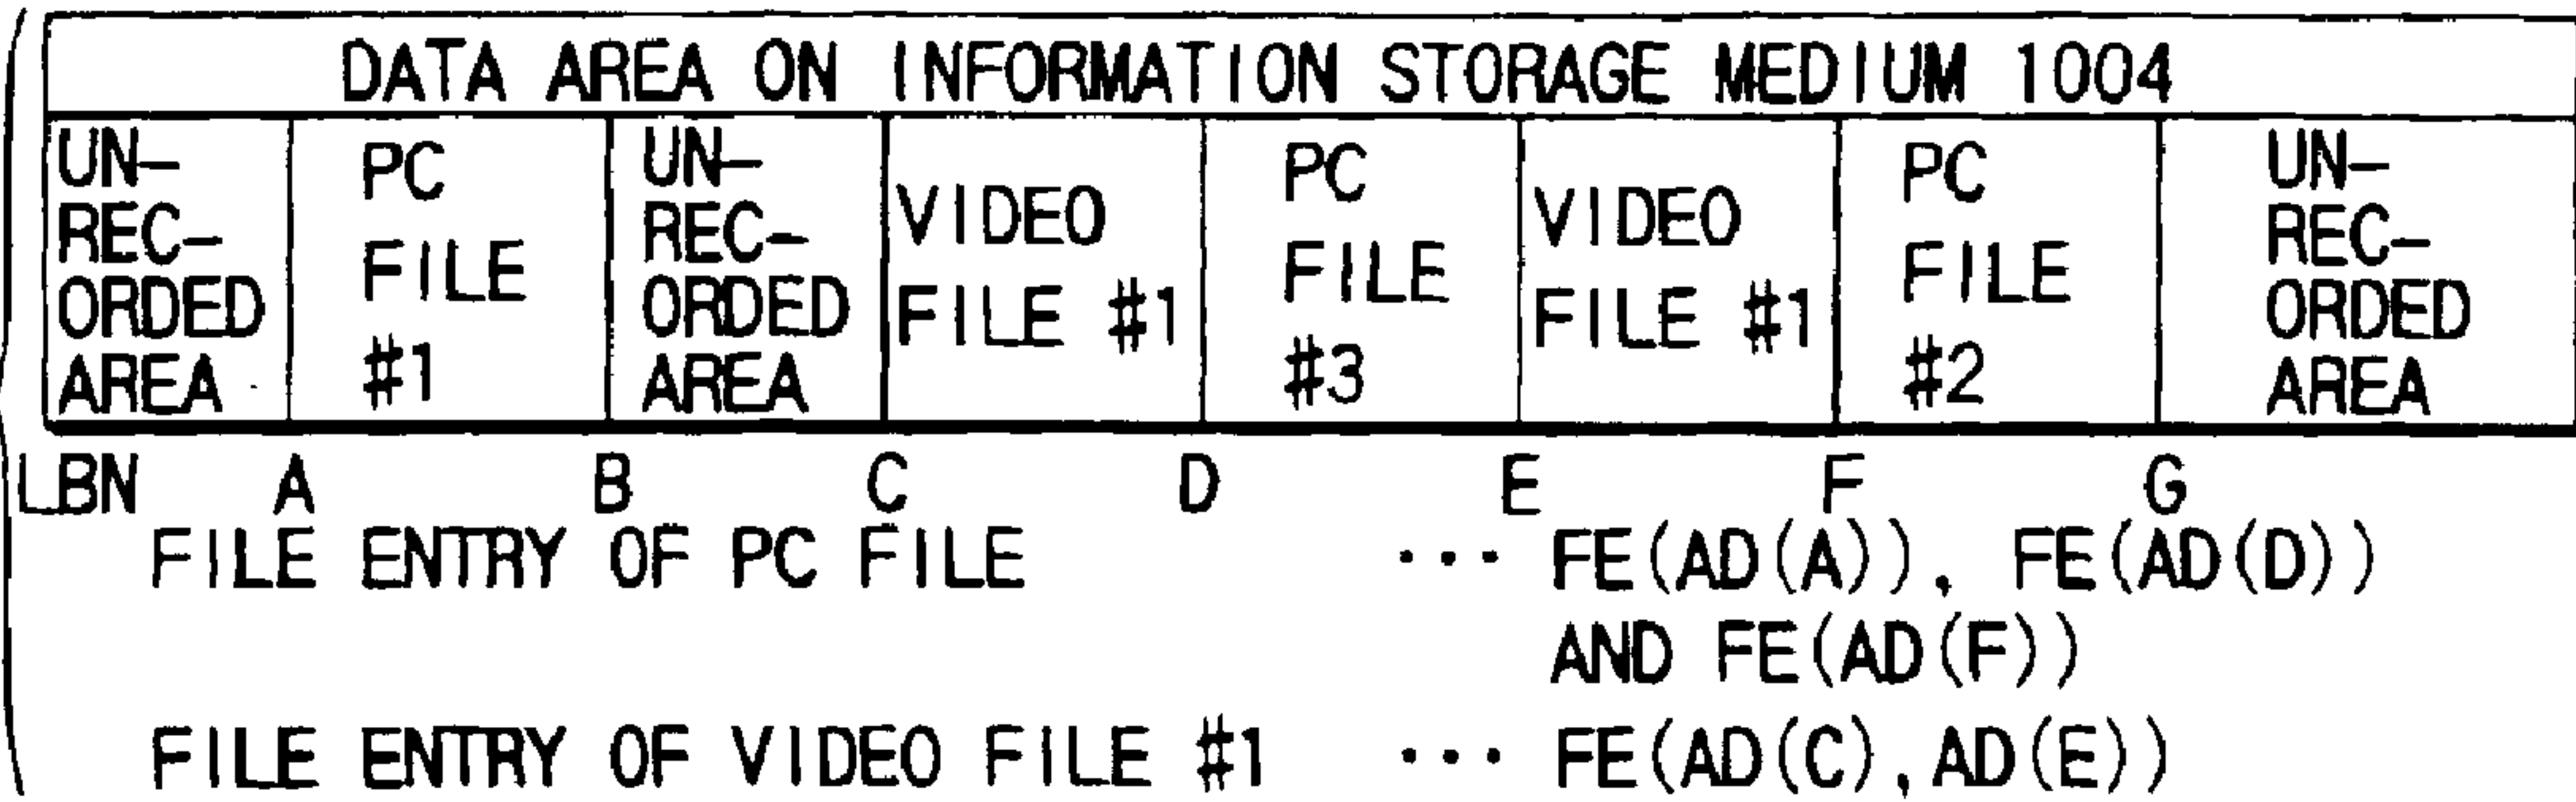 DATA AREA ON INFORMATION STORAGE MEDIUM 1004
UN-
REC-
ORDED
AREA
PC
FILE
#1
UN-
REC-
ORDED
AREA
VIDEO
FILE #1
PC
FILE
#3
VIDEO
FILE #1
PC
FILE
#2
UN-
REC-
ORDED
AREA
LBN A B C D E F G
FILE ENTRY OF PC FILE ... FE(AD(A)), FE(AD(D))
AND FE(AD(F))
FILE ENTRY OF VIDEO FILE #1 ... FE(AD(C),AD(E))